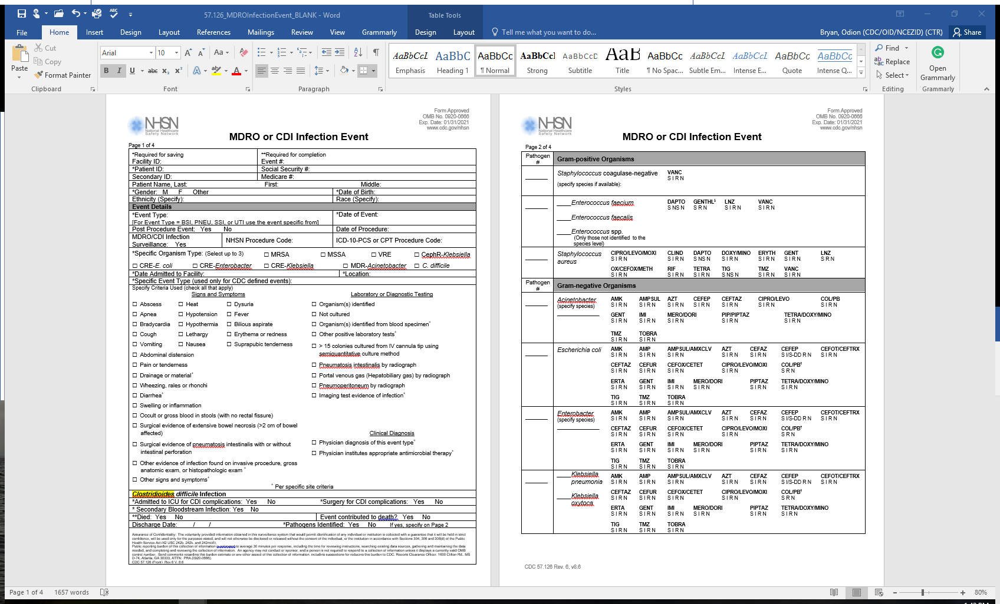 57.126_MDROInfectionEvent_BLANK - Word
Table Tools
File Home Insert Design Layout References Mailings Review View Grammarly Design Layout Tell me what you want to do... Bryan, Odion (CDC/OID/NCEZID) (CTR) Share
Paste
Cut
Copy
Format Painter
Clipboard
Arial 10
Font
Paragraph
AaBbCcL AaBbC AaBbCc AaBbCcI AaBbCcD AaB AaBbCc AaBbCcL AaBbCcL AaBbCc AaBbCc
Emphasis Heading 1 ¶ Normal Strong Subtitle Title ¶ No Spac... Subtle Em... Intense E... Quote Intense Q...
Styles
Find
Replace
Select
Editing
Open
Grammarly
Grammarly
NHSN
National Healthcare
Safety Network
Form Approved
OMB No. 0920-0666
Exp. Date: 01/31/2021
www.cdc.gov/nhsn
MDRO or CDI Infection Event
Page 1 of 4
*Required for saving **Required for completion
Facility ID: Event #:
*Patient ID: Social Security #:
Secondary ID: Medicare #:
Patient Name, Last: First: Middle:
*Gender: M F Other *Date of Birth:
Ethnicity (Specify): Race (Specify):
Event Details
*Event Type: *Date of Event:
[For Event Type = BSI, PNEU, SSI, or UTI use the event specific from]
Post Procedure Event: Yes No Date of Procedure:
MDRO/CDI Infection
Surveillance: Yes NHSN Procedure Code: ICD-10-PCS or CPT Procedure Code:
*Specific Organism Type: (Select up to 3) ☐ MRSA ☐ MSSA ☐ VRE ☐ CephR-Klebsiella
☐ CRE-E. coli ☐ CRE-Enterobacter ☐ CRE-Klebsiella ☐ MDR-Acinetobacter ☐ C. difficile
*Date Admitted to Facility: *Location:
*Specific Event Type (used only for CDC defined events):
Specify Criteria Used (check all that apply)
Signs and Symptoms Laboratory or Diagnostic Testing
☐ Abscess ☐ Heat ☐ Dysuria ☐ Organism(s) identified
☐ Apnea ☐ Hypotension ☐ Fever ☐ Not cultured
☐ Bradycardia ☐ Hypothermia ☐ Bilious aspirate ☐ Organism(s) identified from blood specimen+
☐ Cough ☐ Lethargy ☐ Erythema or redness ☐ Other positive laboratory tests+
☐ Vomiting ☐ Nausea ☐ Suprapubic tenderness ☐ > 15 colonies cultured from IV cannula tip using
semiquantitative culture method
☐ Abdominal distension
☐ Pain or tenderness ☐ Pneumatosis intestinalis by radiograph
☐ Drainage or material+ ☐ Portal venous gas (Hepatobiliary gas) by radiograph
☐ Wheezing, rales or rhonchi ☐ Pneumoperitoneum by radiograph
☐ Diarrhea+ ☐ Imaging test evidence of infection+
☐ Swelling or inflammation
☐ Occult or gross blood in stools (with no rectal fissure)
☐ Surgical evidence of extensive bowel necrosis (>2 cm of bowel
affected) Clinical Diagnosis
☐ Surgical evidence of pneumatosis intestinalis with or without
intestinal perforation
☐ Physician diagnosis of this event type+
☐ Physician institutes appropriate antimicrobial therapy+
☐ Other evidence of infection found on invasive procedure, gross
anatomic exam, or histopathologic exam +
☐ Other signs and symptoms+
+ Per specific site criteria
Clostridioides difficile Infection
*Admitted to ICU for CDI complications: Yes No *Surgery for CDI complications: Yes No
* Secondary Bloodstream Infection: Yes No
**Died: Yes No Event contributed to death? Yes No
Discharge Date: / / *Pathogens Identified: Yes No If yes, specify on Page 2
Assurance of Confidentiality: The voluntarily provided information obtained in this surveillance system that would permit identification of any individual or institution is collected with a guarantee that it will be held in strict
confidence, will be used only for the purposes stated, and will not otherwise be disclosed or released without the consent of the individual, or the institution in accordance with Sections 304, 306 and 308(d) of the Public
Health Service Act (42 USC 242b, 242k, and 242m(d)).
Public reporting burden of this collection of information is estimated to average 30 minutes per response, including the time for reviewing instructions, searching existing data sources, gathering and maintaining the data
needed, and completing and reviewing the collection of information. An agency may not conduct or sponsor, and a person is not required to respond to a collection of information unless it displays a currently valid OMB
control number. Send comments regarding this burden estimate or any other aspect of this collection of information, including suggestions for reducing this burden to CDC, Reports Clearance Officer, 1600 Clifton Rd., MS
D-74, Atlanta, GA 30333, ATTN: PRA (0920-0666).
CDC 57.126 (Front) Rev 6 V. 8.6
NHSN
National Healthcare
Safety Network
Form Approved
OMB No. 0920-0666
Exp. Date: 01/31/2021
www.cdc.gov/nhsn
MDRO or CDI Infection Event
Page 2 of 4
Pathogen # Gram-positive Organisms
Staphylococcus coagulase-negative VANC
S I R N
(specify species if available):
____Enterococcus faecium DAPTO GENTHL§ LNZ VANC
S NS N S R N S I R N S I R N
____Enterococcus faecalis
____Enterococcus spp.
(Only those not identified to the
species level)
Staphylococcus aureus CIPRO/LEVO/MOXI CLIND DAPTO DOXY/MINO ERYTH GENT LNZ
S I R N S I R N S NS N S I R N S I R N S I R N S R N
OX/CEFOX/METH RIF TETRA TIG TMZ VANC
S I R N S I R N S I R N S NS N S I R N S I R N
Pathogen # Gram-negative Organisms
Acinetobacter AMK AMPSUL AZT CEFEP CEFTAZ CIPRO/LEVO COL/PB
(specify species) S I R N S I R N S I R N S I R N S I R N S I R N S I R N
GENT IMI MERO/DORI PIP/PIPTAZ TETRA/DOXY/MINO
S I R N S I R N S I R N S I R N S I R N
TMZ TOBRA
S I R N S I R N
Escherichia coli AMK AMP AMPSUL/AMXCLV AZT CEFAZ CEFEP CEFOT/CEFTRX
S I R N S I R N S I R N S I R N S I R N S I/S-DD R N S I R N
CEFTAZ CEFUR CEFOX/CETET CIPRO/LEVO/MOXI COL/PB†
S I R N S I R N S I R N S I R N S R N
ERTA GENT IMI MERO/DORI PIPTAZ TETRA/DOXY/MINO
S I R N S I R N S I R N S I R N S I R N S I R N
TIG TMZ TOBRA
S I R N S I R N S I R N
Enterobacter AMK AMP AMPSUL/AMXCLV AZT CEFAZ CEFEP CEFOT/CEFTRX
(specify species) S I R N S I R N S I R N S I R N S I R N S I/S-DD R N S I R N
CEFTAZ CEFUR CEFOX/CETET CIPRO/LEVO/MOXI COL/PB†
S I R N S I R N S I R N S I R N S R N
ERTA GENT IMI MERO/DORI PIPTAZ TETRA/DOXY/MINO
S I R N S I R N S I R N S I R N S I R N S I R N
TIG TMZ TOBRA
S I R N S I R N S I R N
____Klebsiella pneumonia AMK AMP AMPSUL/AMXCLV AZT CEFAZ CEFEP CEFOT/CEFTRX
S I R N S I R N S I R N S I R N S I R N S I/S-DD R N S I R N
____Klebsiella oxytoca CEFTAZ CEFUR CEFOX/CETET CIPRO/LEVO/MOXI COL/PB†
S I R N S I R N S I R N S I R N S R N
ERTA GENT IMI MERO/DORI PIPTAZ TETRA/DOXY/MINO
S I R N S I R N S I R N S I R N S I R N S I R N
TIG TMZ TOBRA
S I R N S I R N S I R N
CDC 57.126 Rev. 6, v8.6
Page 1 of 4 1657 words 80%